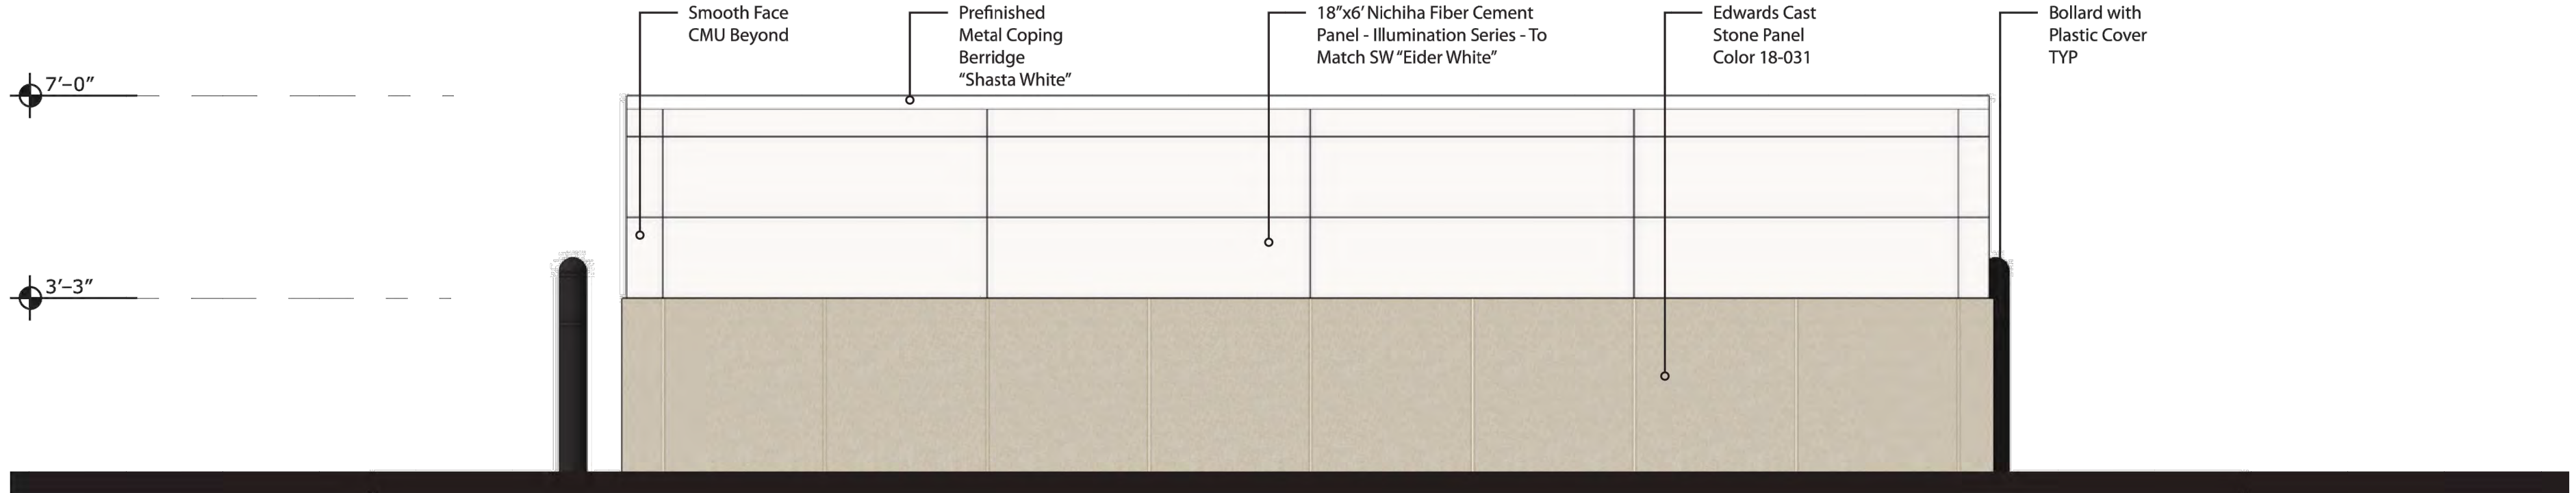 Smooth Face
CMU Beyond
Prefinished
Metal Coping
Berridge
“Shasta White”
18”x6’ Nichiha Fiber Cement
Panel - Illumination Series - To
Match SW “Eider White”
Edwards Cast
Stone Panel
Color 18-031
Bollard with
Plastic Cover
TYP
7’–0”
3’–3”